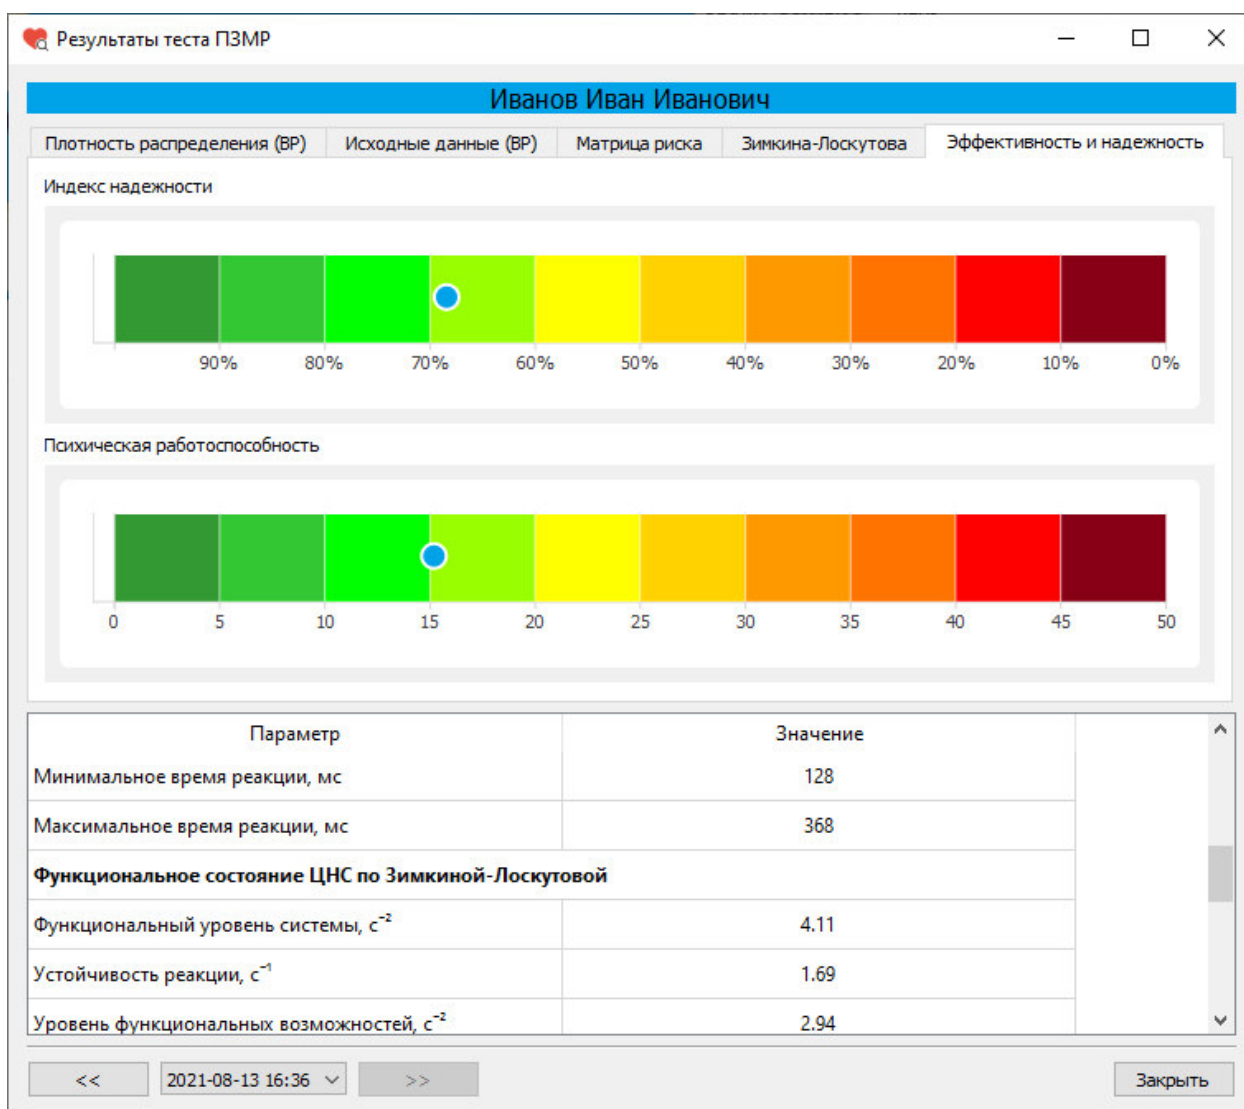 Результаты теста ПЗМР
Иванов Иван Иванович
Плотность распределения (ВР) Исходные данные (ВР) Матрица риска Зимкина-Лоскутова Эффективность и надежность
Индекс надежности
90% 80% 70% 60% 50% 40% 30% 20% 10% 0%
Психическая работоспособность
0 5 10 15 20 25 30 35 40 45 50
Параметр Значение
Минимальное время реакции, мс 128
Максимальное время реакции, мс 368
Функциональное состояние ЦНС по Зимкиной-Лоскутовой
Функциональный уровень системы, с⁻² 4.11
Устойчивость реакции, с⁻¹ 1.69
Уровень функциональных возможностей, с⁻² 2.94
<< 2021-08-13 16:36 >> Закрыть